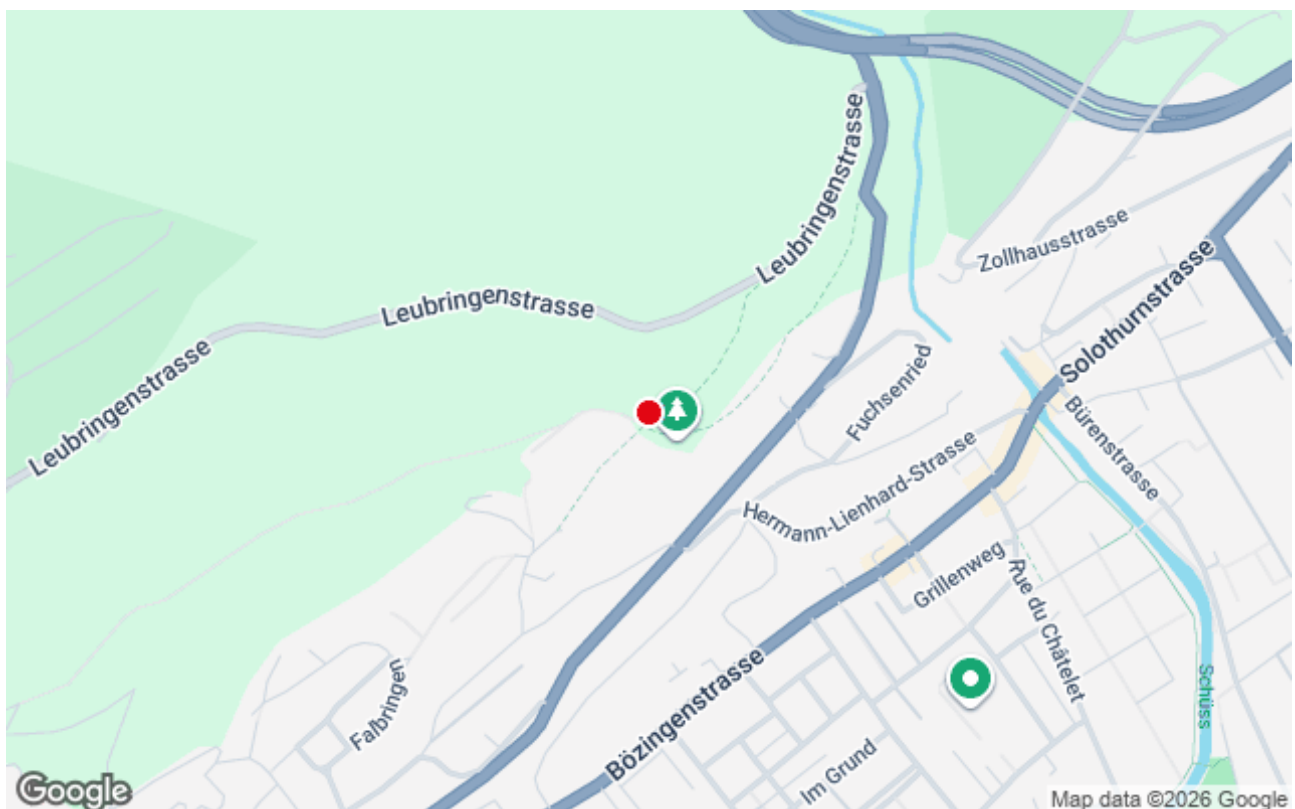 Leubringenstrasse
Zollhausstrasse
Solothurnstrasse
Leubringenstrasse
Leubringenstrasse
Fuchsenried
Bürenstrasse
Hermann-Lienhard-Strasse
Grillenweg
Rue du Châtelet
Falbringen
Bözingenstrasse
Schüss
Im Grund
Google
Map data ©2026 Google